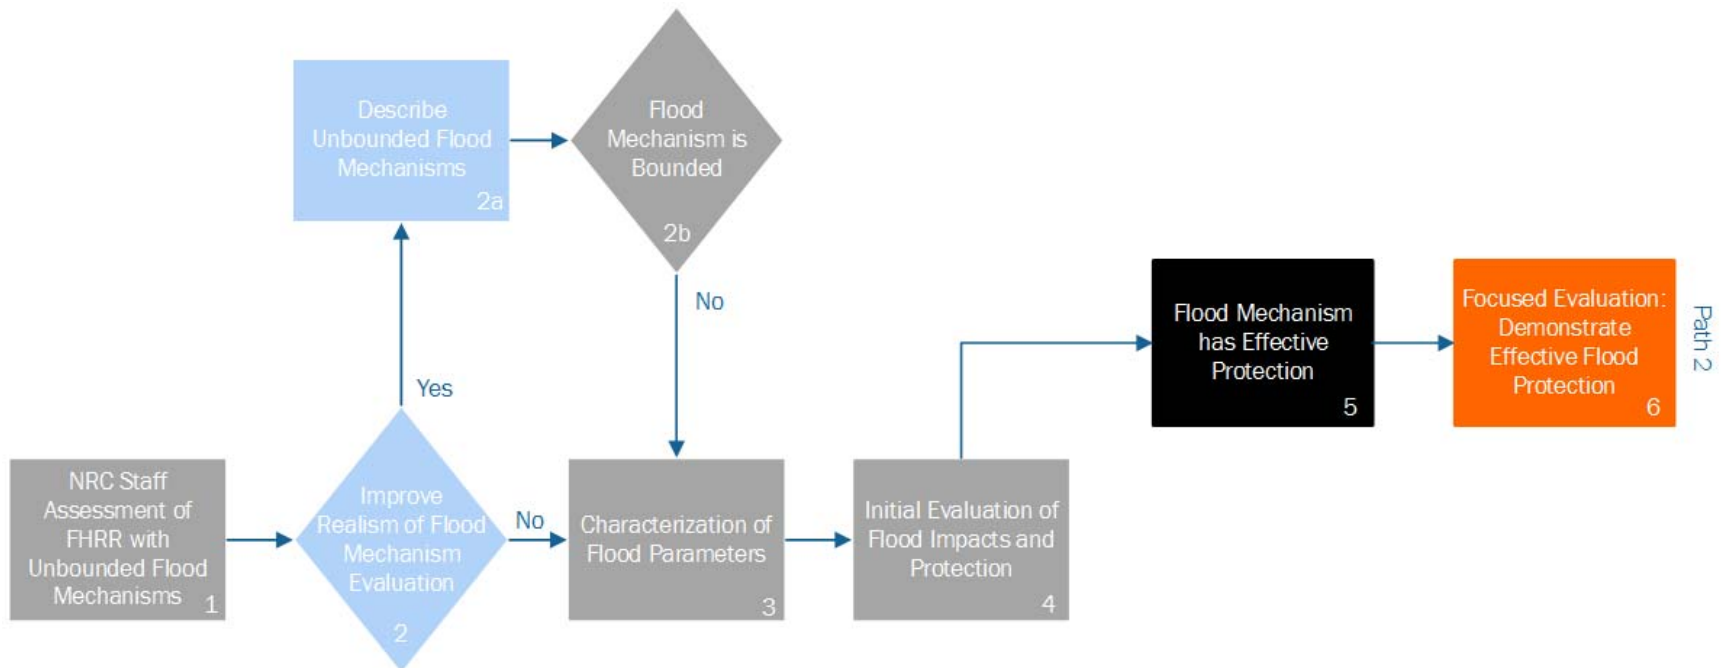 Describe
Unbounded Flood
Mechanisms
2a
Flood
Mechanism is
Bounded
2b
No
Yes
NRC Staff
Assessment of
FHRR with
Unbounded Flood
Mechanisms
1
Improve
Realism of Flood
Mechanism
Evaluation
2
No
Characterization of
Flood Parameters
3
Initial Evaluation of
Flood Impacts and
Protection
4
Flood Mechanism
has Effective
Protection
5
Focused Evaluation:
Demonstrate
Effective Flood
Protection
6
Path 2